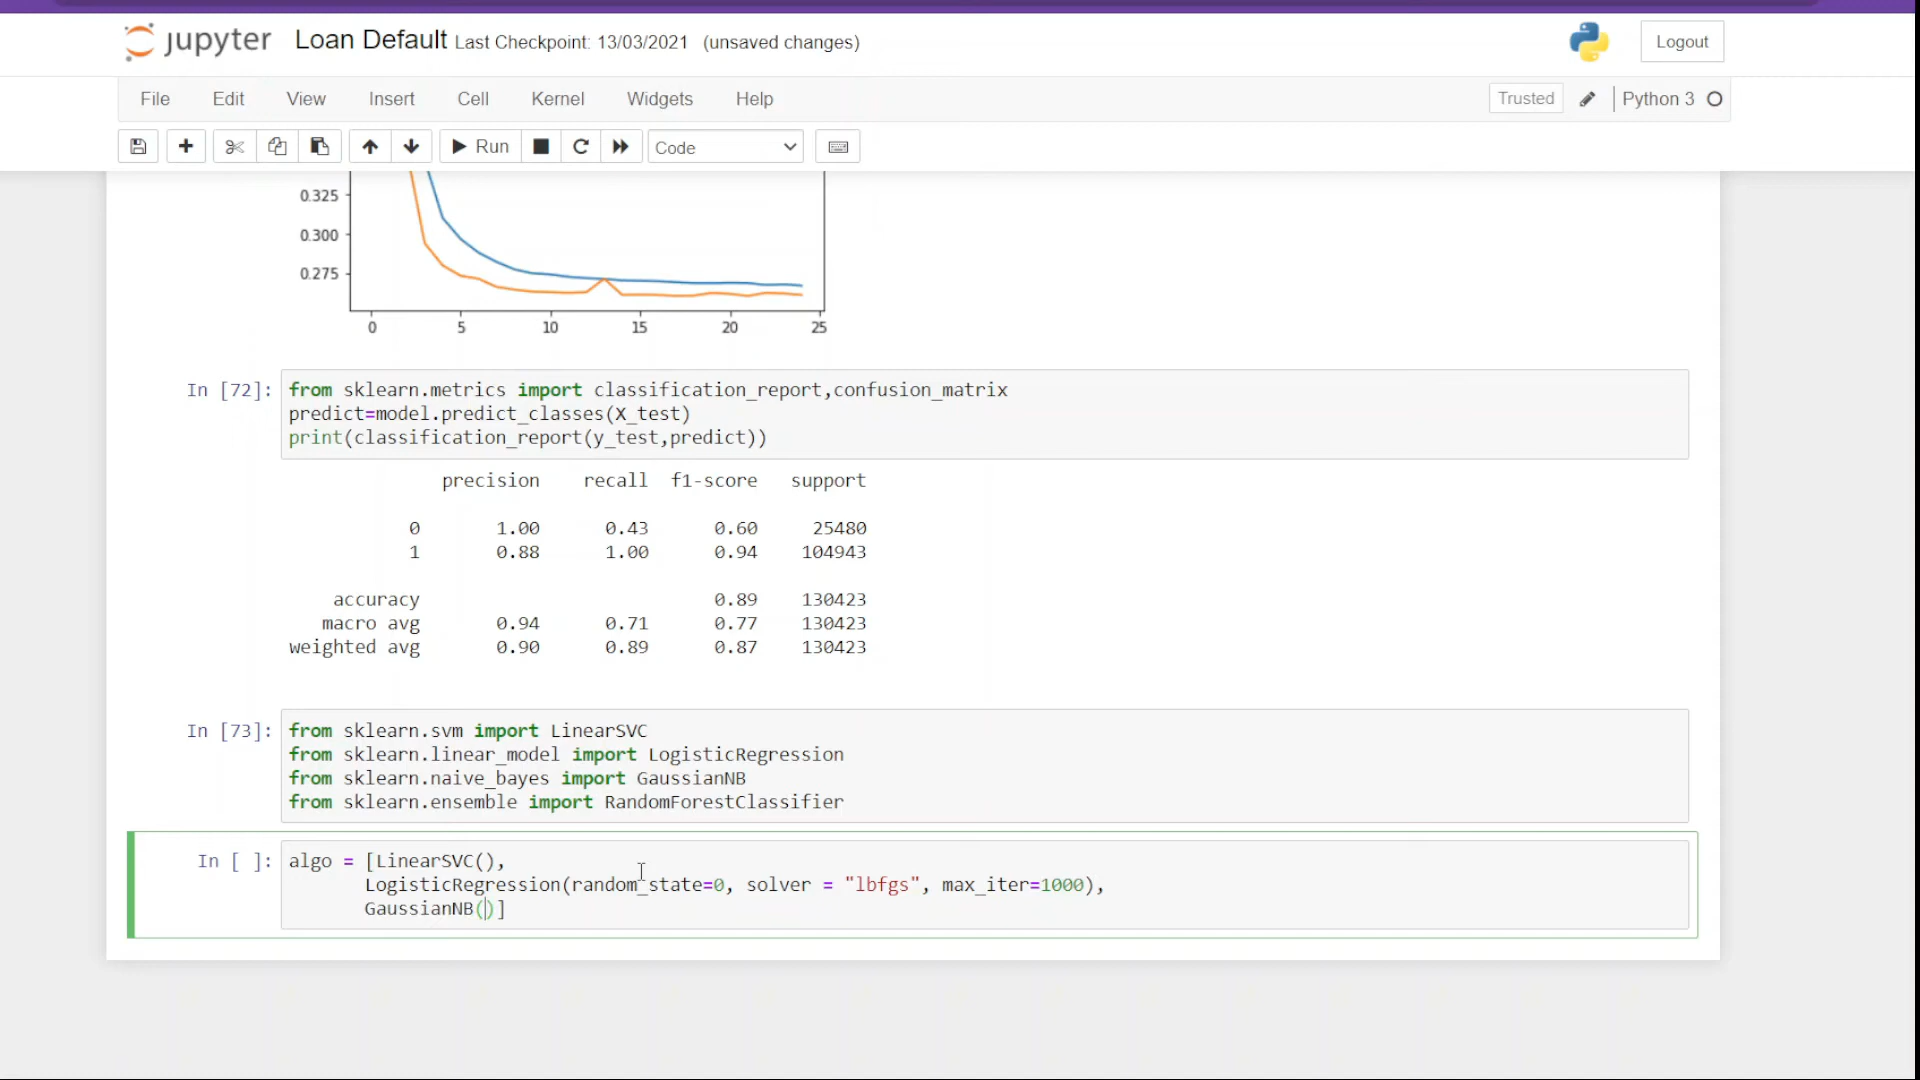 jupyter Loan Default Last Checkpoint: 13/03/2021 (unsaved changes) Logout
File Edit View Insert Cell Kernel Widgets Help Trusted Python 3
Run Code
0.325
0.300
0.275
0 5 10 15 20 25
In [72]: from sklearn.metrics import classification_report,confusion_matrix
predict=model.predict_classes(X_test)
print(classification_report(y_test,predict))
precision recall f1-score support
0 1.00 0.43 0.60 25480
1 0.88 1.00 0.94 104943
accuracy 0.89 130423
macro avg 0.94 0.71 0.77 130423
weighted avg 0.90 0.89 0.87 130423
In [73]: from sklearn.svm import LinearSVC
from sklearn.linear_model import LogisticRegression
from sklearn.naive_bayes import GaussianNB
from sklearn.ensemble import RandomForestClassifier
In [ ]: algo = [LinearSVC(),
LogisticRegression(random_state=0, solver = "lbfgs", max_iter=1000),
GaussianNB()]